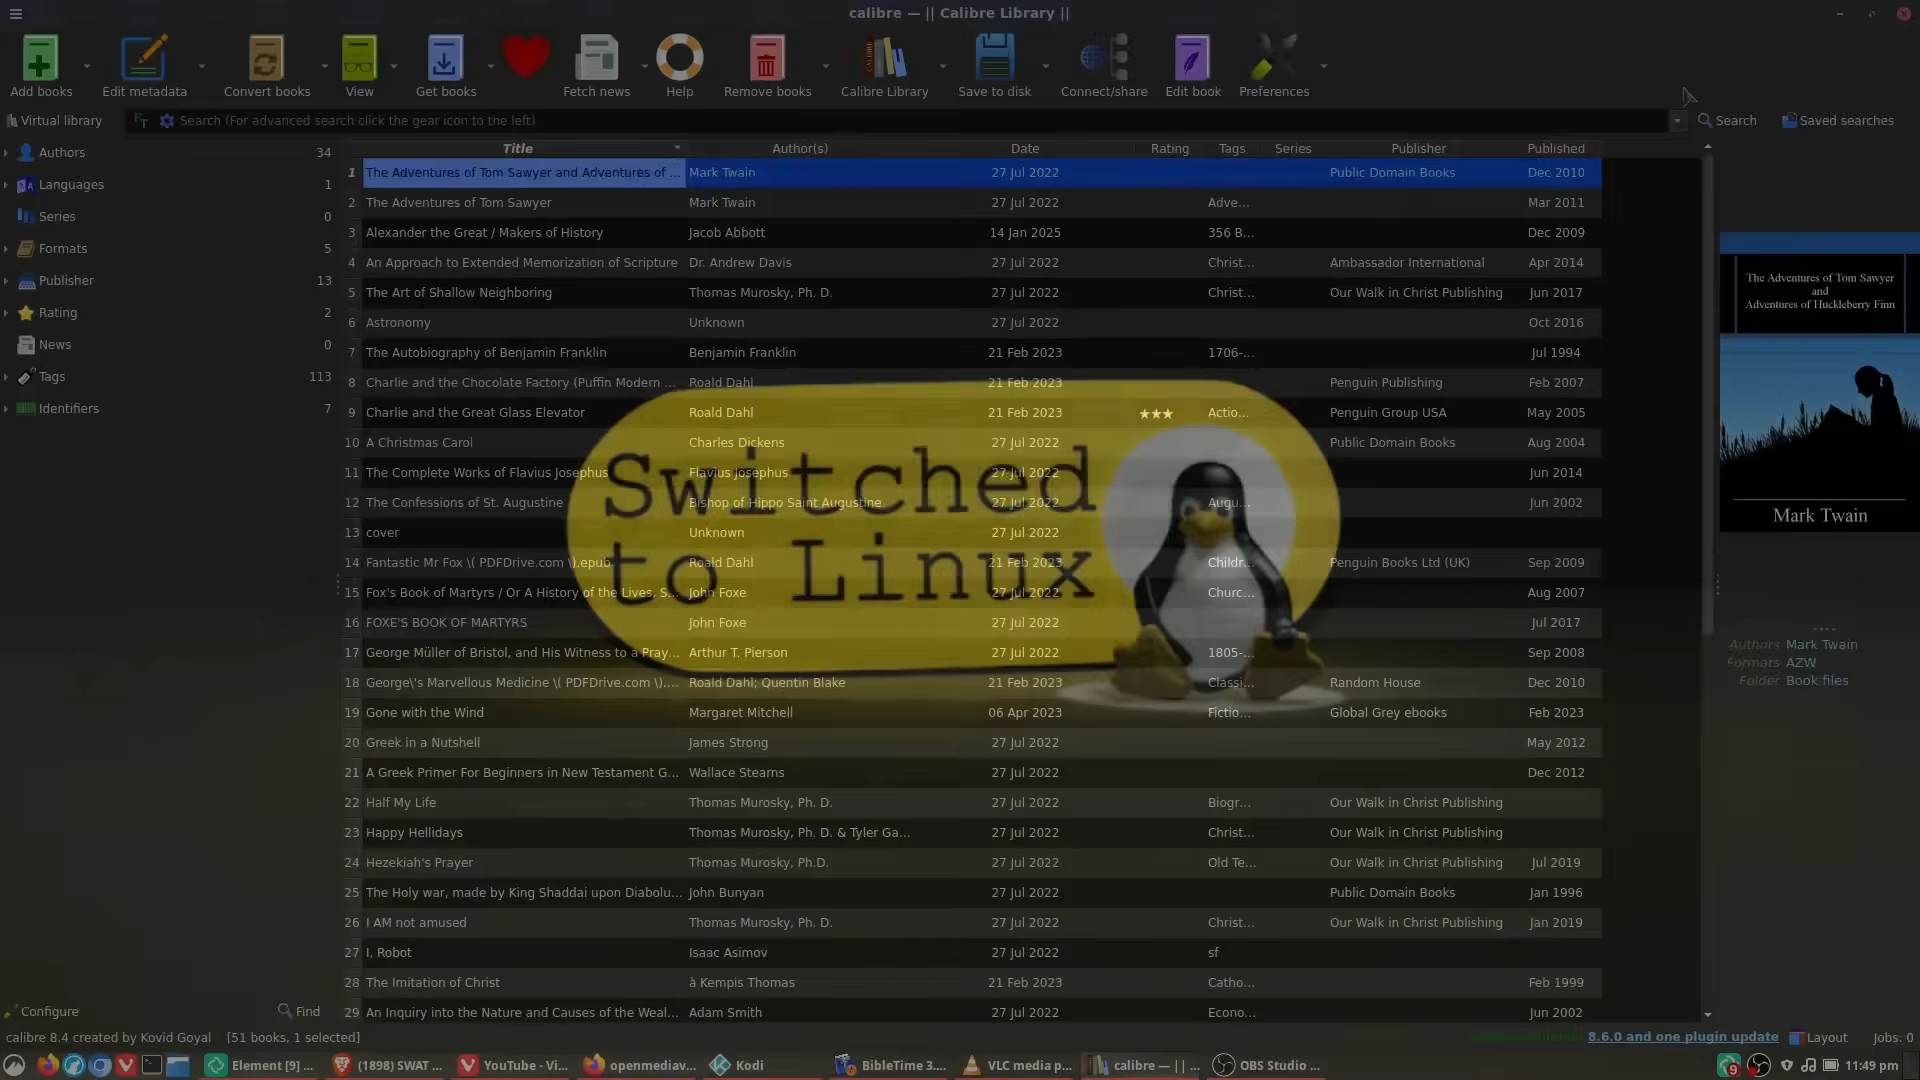 calibre — || Calibre Library ||
Add books Edit metadata Convert books View Get books Fetch news Help Remove books Calibre Library Save to disk Connect/share Edit book Preferences
Virtual library Search (For advanced search click the gear icon to the left) Search Saved searches
Authors 34
Languages 1
Series 0
Formats 5
Publisher 13
Rating 2
News 0
Tags 113
Identifiers 7
Title Author(s) Date Rating Tags Series Publisher Published
1 The Adventures of Tom Sawyer and Adventures of ... Mark Twain 27 Jul 2022 Public Domain Books Dec 2010
2 The Adventures of Tom Sawyer Mark Twain 27 Jul 2022 Adve... Mar 2011
3 Alexander the Great / Makers of History Jacob Abbott 14 Jan 2025 356 B... Dec 2009
4 An Approach to Extended Memorization of Scripture Dr. Andrew Davis 27 Jul 2022 Christ... Ambassador International Apr 2014
5 The Art of Shallow Neighboring Thomas Murosky, Ph. D. 27 Jul 2022 Christ... Our Walk in Christ Publishing Jun 2017
6 Astronomy Unknown 27 Jul 2022 Oct 2016
7 The Autobiography of Benjamin Franklin Benjamin Franklin 21 Feb 2023 1706-... Jul 1994
8 Charlie and the Chocolate Factory (Puffin Modern ... Roald Dahl 21 Feb 2023 Penguin Publishing Feb 2007
9 Charlie and the Great Glass Elevator Roald Dahl 21 Feb 2023 ★★★ Actio... Penguin Group USA May 2005
10 A Christmas Carol Charles Dickens 27 Jul 2022 Public Domain Books Aug 2004
11 The Complete Works of Flavius Josephus Flavius Josephus 27 Jul 2022 Jun 2014
12 The Confessions of St. Augustine Bishop of Hippo Saint Augustine 27 Jul 2022 Augu... Jun 2002
13 cover Unknown 27 Jul 2022
14 Fantastic Mr Fox \( PDFDrive.com \).epub Roald Dahl 21 Feb 2023 Childr... Penguin Books Ltd (UK) Sep 2009
15 Fox's Book of Martyrs / Or A History of the Lives, S... John Foxe 27 Jul 2022 Churc... Aug 2007
16 FOXE'S BOOK OF MARTYRS John Foxe 27 Jul 2022 Jul 2017
17 George Müller of Bristol, and His Witness to a Pray... Arthur T. Pierson 27 Jul 2022 1805-... Sep 2008
18 George\'s Marvellous Medicine \( PDFDrive.com \).... Roald Dahl; Quentin Blake 21 Feb 2023 Classi... Random House Dec 2010
19 Gone with the Wind Margaret Mitchell 06 Apr 2023 Fictio... Global Grey ebooks Feb 2023
20 Greek in a Nutshell James Strong 27 Jul 2022 May 2012
21 A Greek Primer For Beginners in New Testament G... Wallace Stearns 27 Jul 2022 Dec 2012
22 Half My Life Thomas Murosky, Ph. D. 27 Jul 2022 Biogr... Our Walk in Christ Publishing
23 Happy Hellidays Thomas Murosky, Ph. D. & Tyler Ga... 27 Jul 2022 Christ... Our Walk in Christ Publishing
24 Hezekiah's Prayer Thomas Murosky, Ph.D. 27 Jul 2022 Old Te... Our Walk in Christ Publishing Jul 2019
25 The Holy war, made by King Shaddai upon Diabolu... John Bunyan 27 Jul 2022 Public Domain Books Jan 1996
26 I AM not amused Thomas Murosky, Ph. D. 27 Jul 2022 Christ... Our Walk in Christ Publishing Jan 2019
27 I, Robot Isaac Asimov 27 Jul 2022 sf
28 The Imitation of Christ à Kempis Thomas 21 Feb 2023 Catho... Feb 1999
29 An Inquiry into the Nature and Causes of the Weal... Adam Smith 27 Jul 2022 Econo... Jun 2002
Switched
to Linux
The Adventures of Tom Sawyer
and
Adventures of Huckleberry Finn
Mark Twain
Authors Mark Twain
Formats AZW
Folder Book files
Configure Find
calibre 8.4 created by Kovid Goyal [51 books, 1 selected] 8.6.0 and one plugin update Layout Jobs: 0
Element [9] ... (1898) SWAT ... YouTube - Vi... openmediav... Kodi BibleTime 3.... VLC media p... calibre — || ... OBS Studio ... 9 11:49 pm